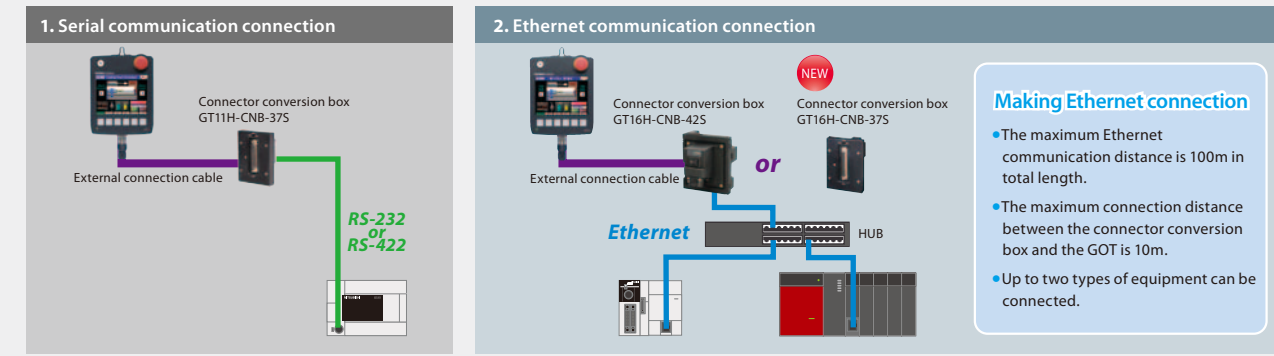 1. Serial communication connection
Connector conversion box
GT11H-CNB-37S
External connection cable
RS-232
or
RS-422
2. Ethernet communication connection
NEW
Connector conversion box
GT16H-CNB-42S
Connector conversion box
GT16H-CNB-37S
External connection cable
or
Ethernet
HUB
Making Ethernet connection
•The maximum Ethernet
communication distance is 100m in
total length.
•The maximum connection distance
between the connector conversion
box and the GOT is 10m.
•Up to two types of equipment can be
connected.